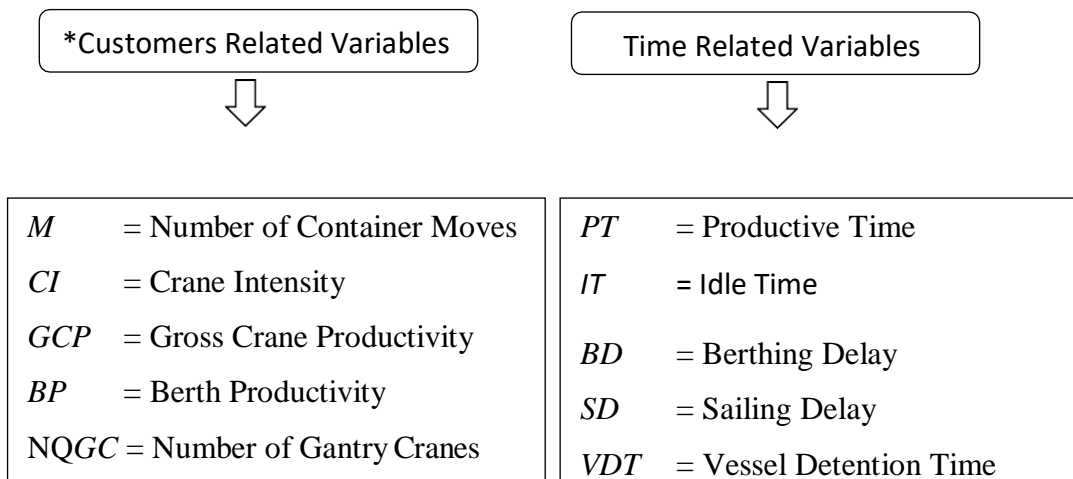 *Customers Related Variables
Time Related Variables
M = Number of Container Moves
CI = Crane Intensity
GCP = Gross Crane Productivity
BP = Berth Productivity
NQGC = Number of Gantry Cranes
PT = Productive Time
IT = Idle Time
BD = Berthing Delay
SD = Sailing Delay
VDT = Vessel Detention Time